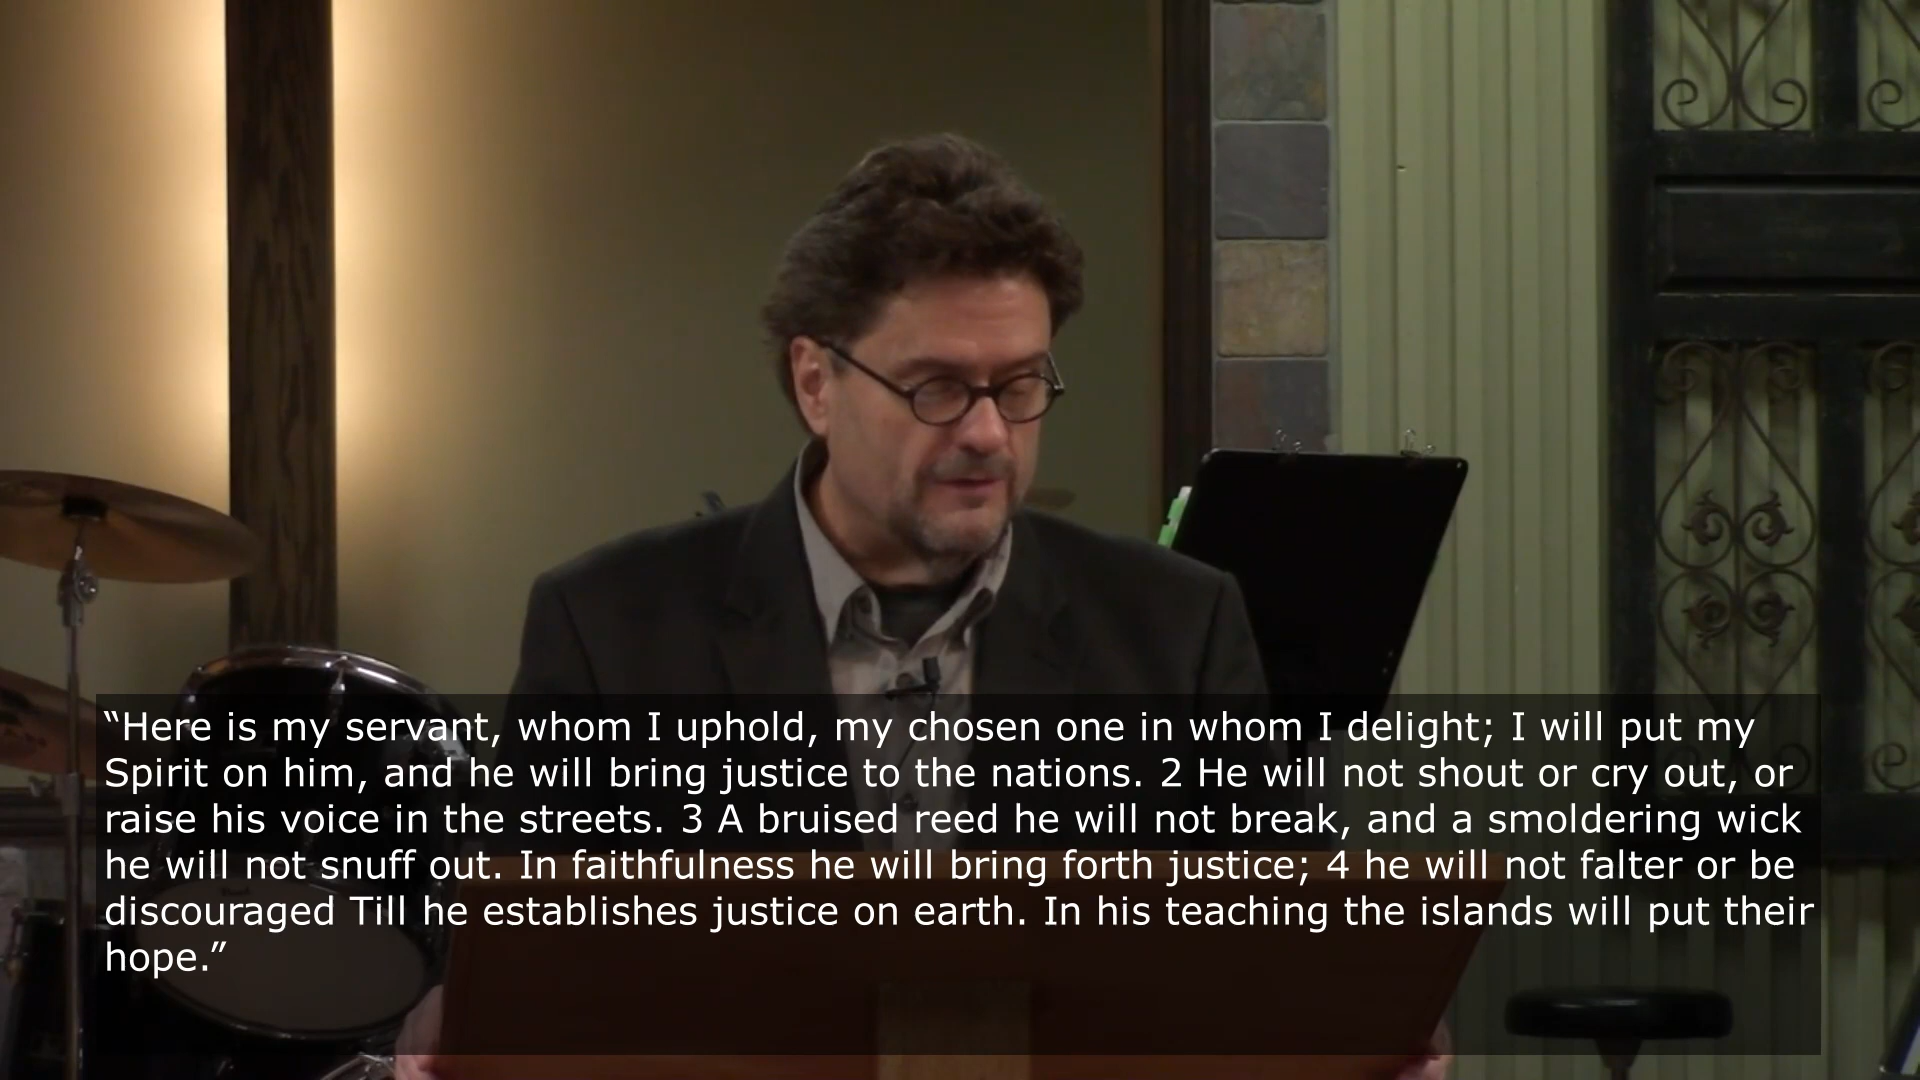 “Here is my servant, whom I uphold, my chosen one in whom I delight; I will put my
Spirit on him, and he will bring justice to the nations. 2 He will not shout or cry out, or
raise his voice in the streets. 3 A bruised reed he will not break, and a smoldering wick
he will not snuff out. In faithfulness he will bring forth justice; 4 he will not falter or be
discouraged Till he establishes justice on earth. In his teaching the islands will put their
hope.”